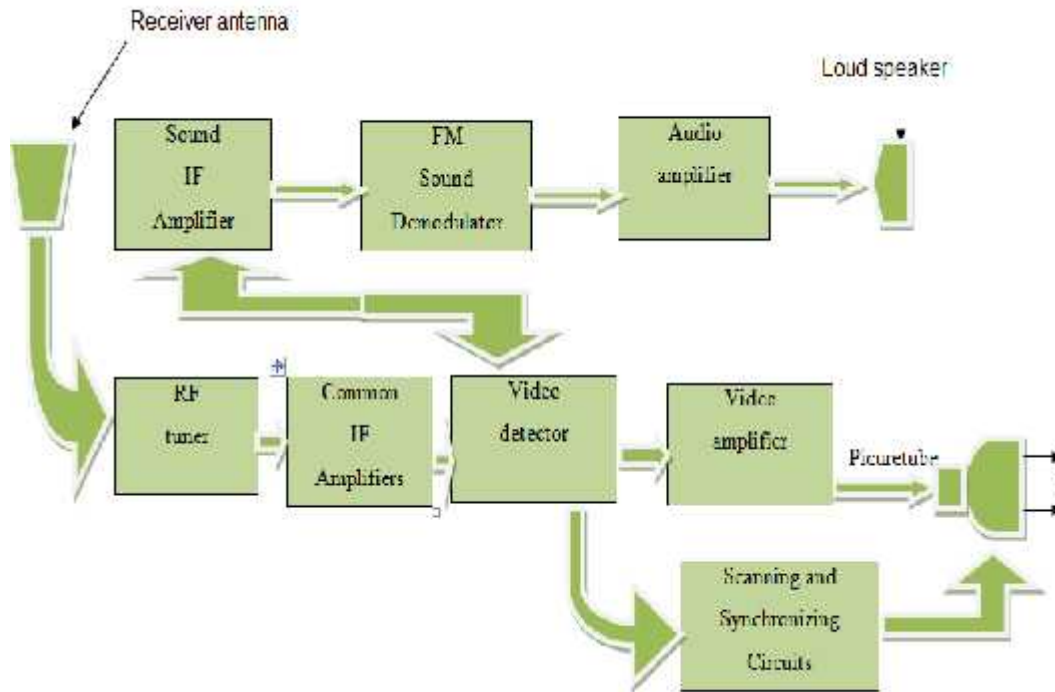 Receiver antenna
Loud speaker
Sound
IF
Amplifier
FM
Sound
Demodulator
Audio
amplifier
RF
tuner
Common
IF
Amplifiers
Video
detector
Video
amplifier
Picuretube
Scanning and
Synchronizing
Circuits